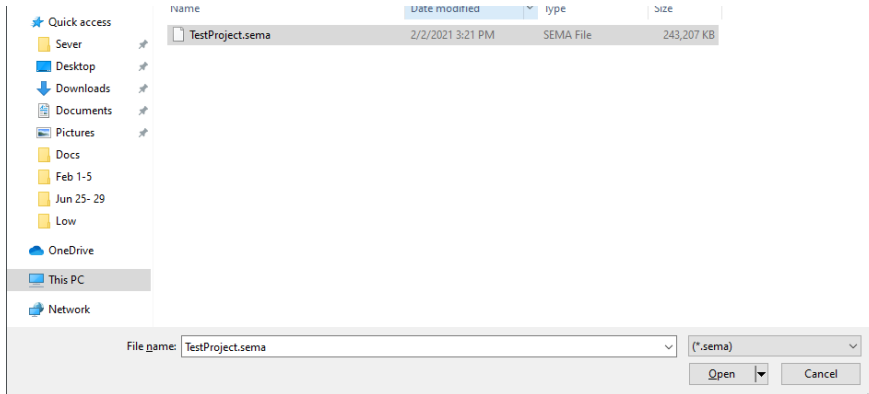 Name Date modified Type Size
Quick access
TestProject.sema 2/2/2021 3:21 PM SEMA File 243,207 KB
Sever
Desktop
Downloads
Documents
Pictures
Docs
Feb 1-5
Jun 25- 29
Low
OneDrive
This PC
Network
File name: TestProject.sema (*.sema)
Open Cancel